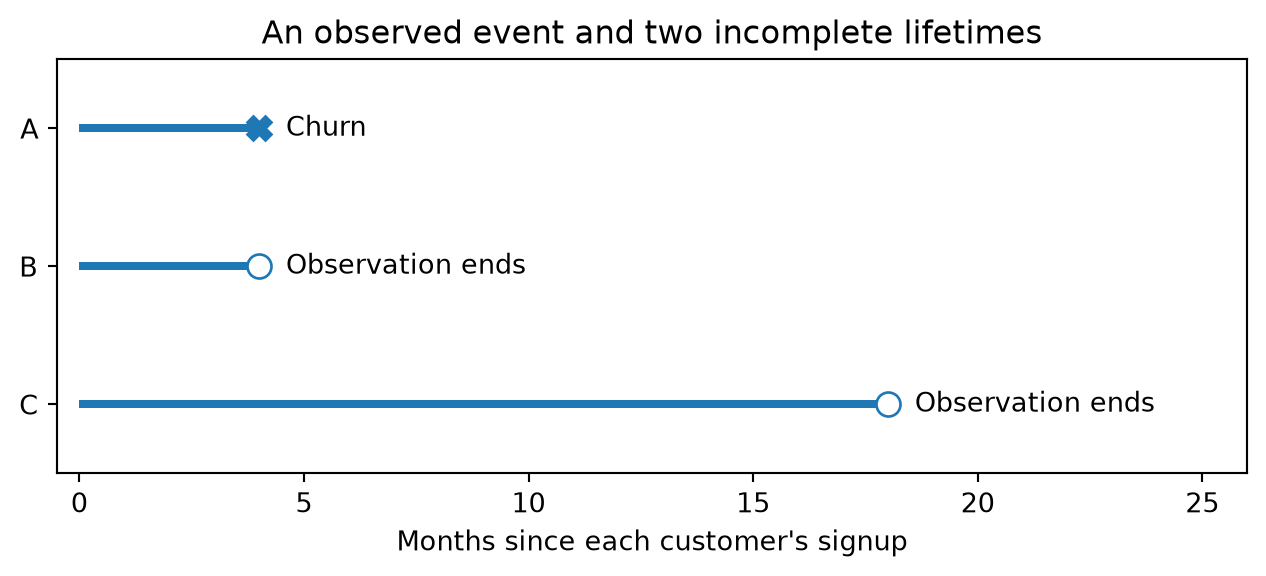 An observed event and two incomplete lifetimes
A Churn
B Observation ends
C Observation ends
0 5 10 15 20 25
Months since each customer's signup